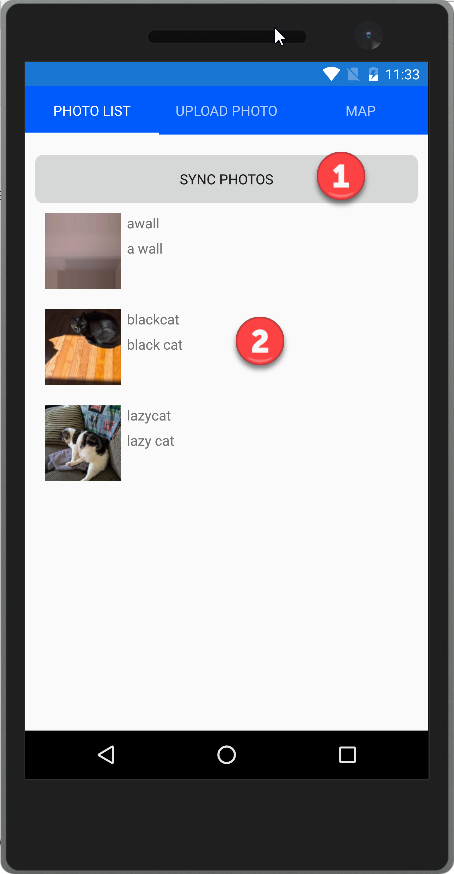 11:33
PHOTO LIST UPLOAD PHOTO MAP
SYNC PHOTOS 1
awall
a wall
blackcat
black cat 2
lazycat
lazy cat